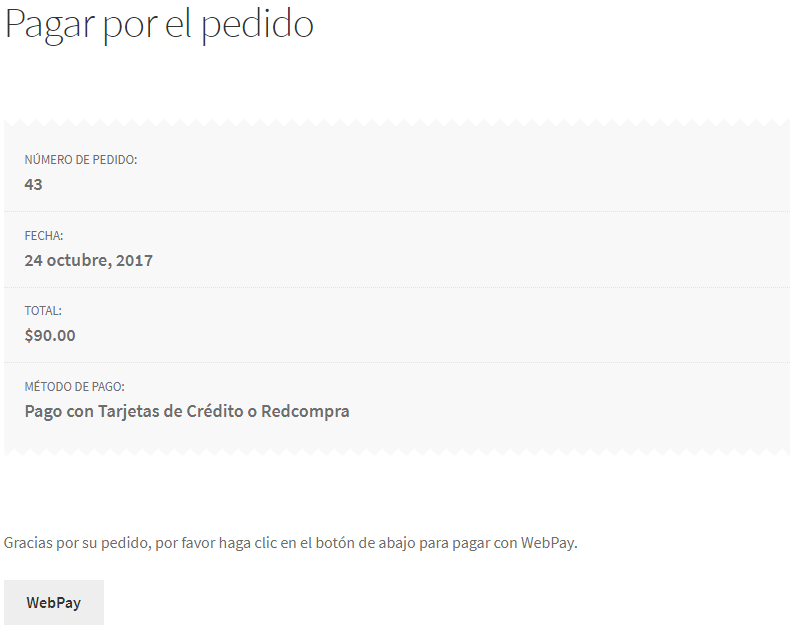 Pagar por el pedido
NÚMERO DE PEDIDO:
43
FECHA:
24 octubre, 2017
TOTAL:
$90.00
MÉTODO DE PAGO:
Pago con Tarjetas de Crédito o Redcompra
Gracias por su pedido, por favor haga clic en el botón de abajo para pagar con WebPay.
WebPay